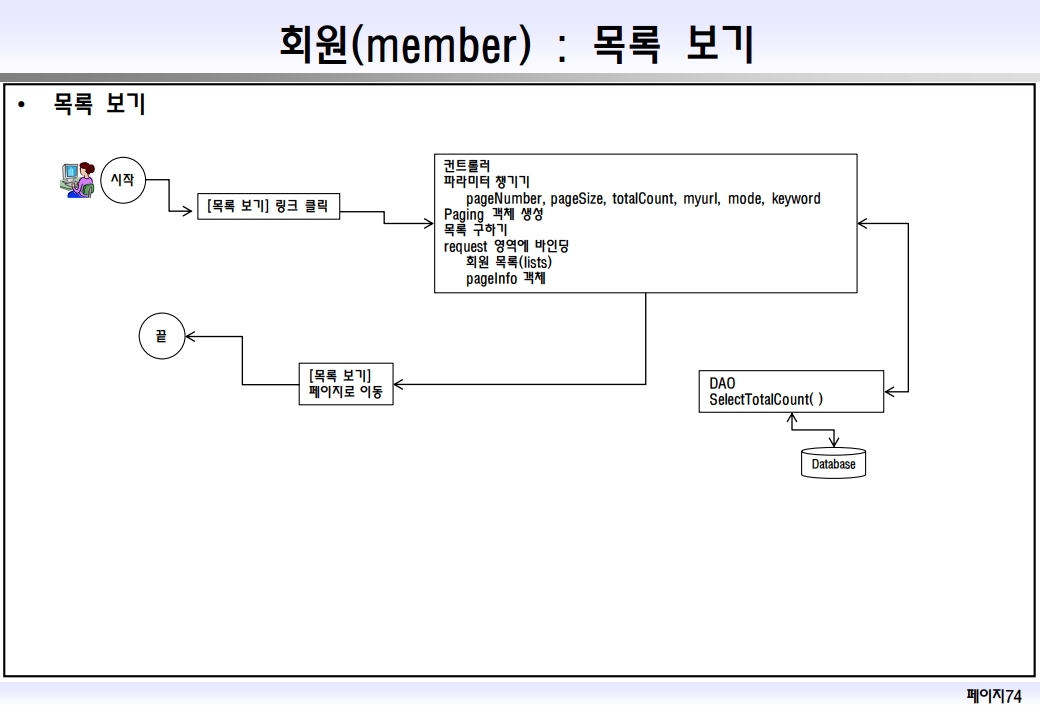 회원(member) : 목록 보기
• 목록 보기
시작
[목록 보기] 링크 클릭
컨트롤러
파라미터 챙기기
pageNumber, pageSize, totalCount, myurl, mode, keyword
Paging 객체 생성
목록 구하기
request 영역에 바인딩
회원 목록(lists)
pageInfo 객체
끝
[목록 보기]
페이지로 이동
DAO
SelectTotalCount( )
Database
페이지74